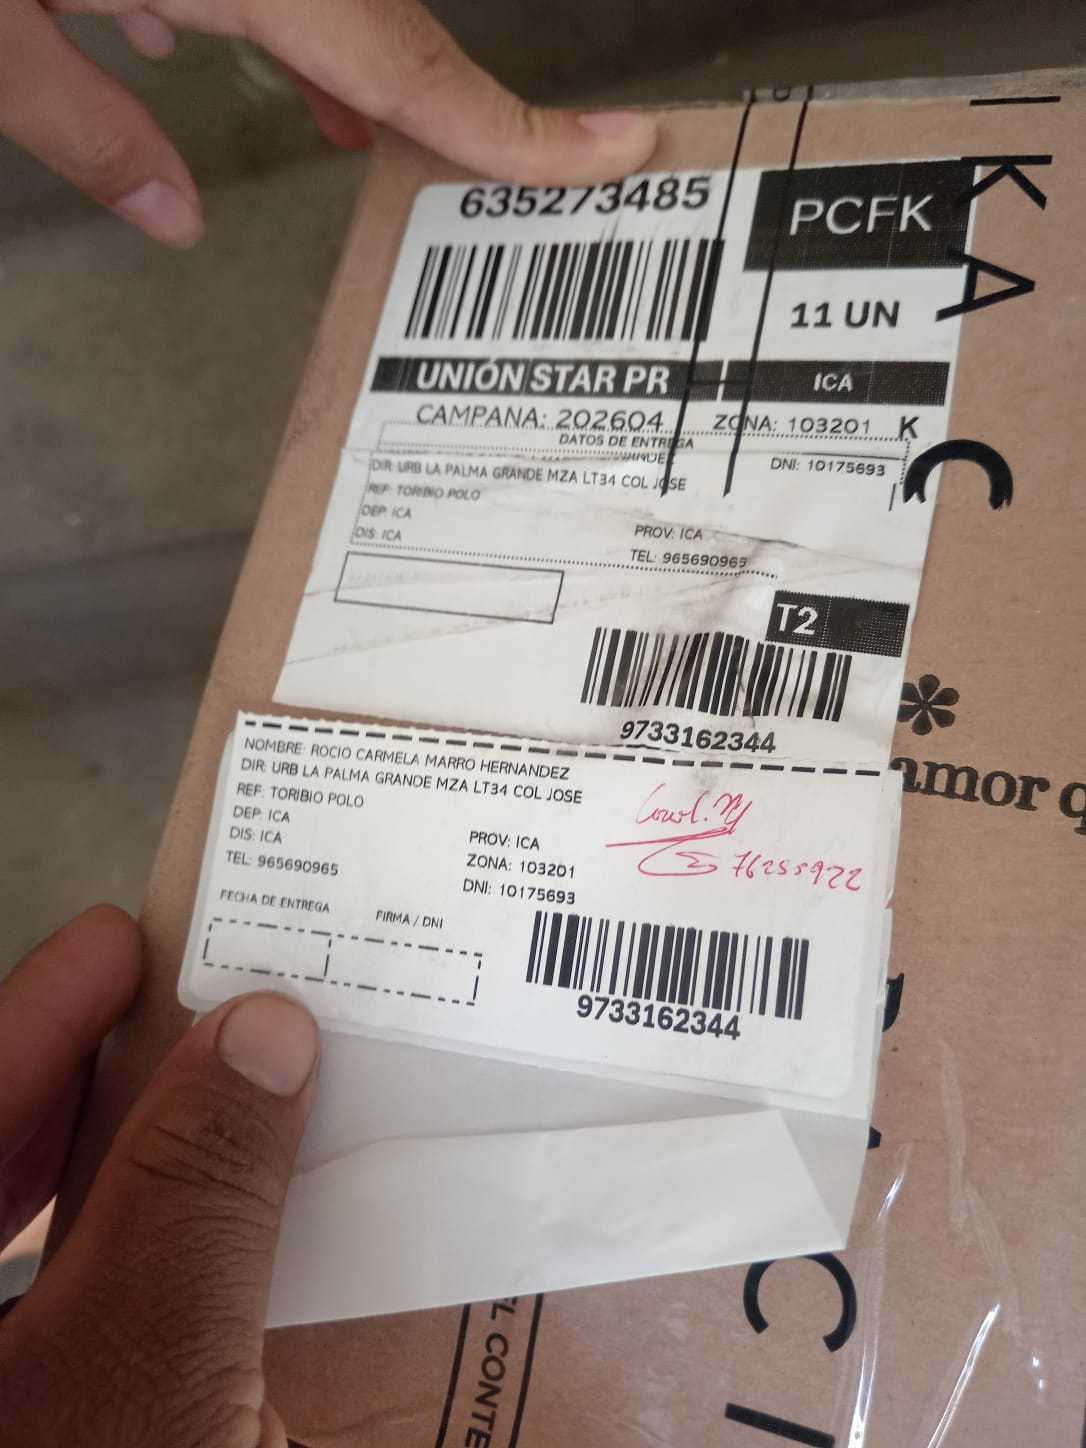 635273485
PCFK
11 UN
UNIÓN STAR PR
ICA
CAMPAÑA: 202604
ZONA: 103201
K
DATOS DE ENTREGA
DNI: 10175693
DIR: URB LA PALMA GRANDE MZA LT34 COL JOSE
REF: TORIBIO POLO
DEP: ICA
PROV: ICA
DIS: ICA
TEL: 965690965
T2
9733162344
NOMBRE: ROCIO CARMELA MARRO HERNANDEZ
DIR: URB LA PALMA GRANDE MZA LT34 COL JOSE
REF: TORIBIO POLO
DEP: ICA
PROV: ICA
DIS: ICA
ZONA: 103201
TEL: 965690965
DNI: 10175693
76255922
FECHA DE ENTREGA
FIRMA / DNI
9733162344
amor q
EL CONTE